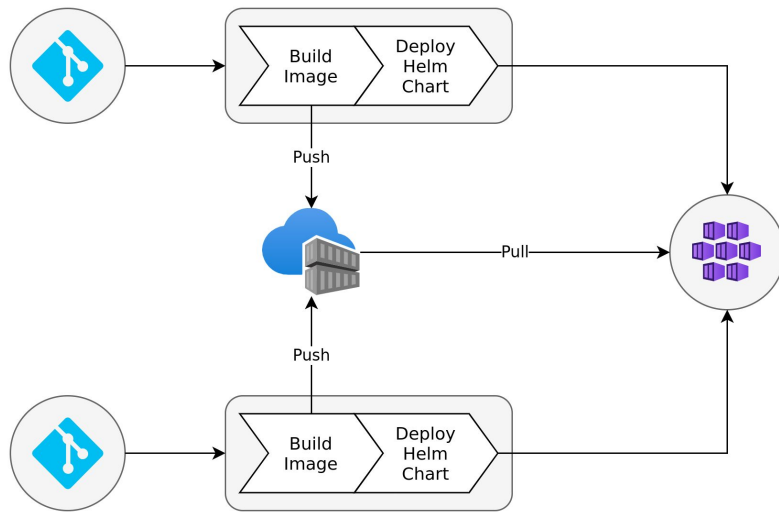 Build
Image
Deploy
Helm
Chart
Push
Pull
Push
Build
Image
Deploy
Helm
Chart